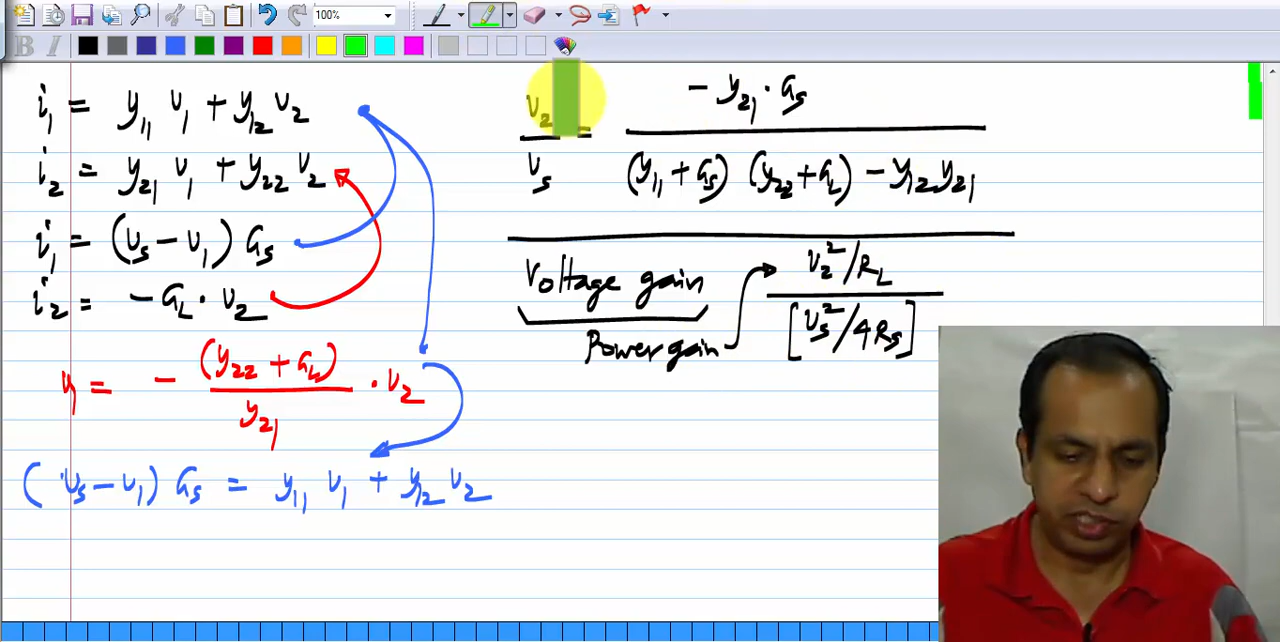 100%
B I
i₁ = y₁₁ v₁ + y₁₂ v₂
i₂ = y₂₁ v₁ + y₂₂ v₂
i₁ = (vs − v₁) Gs
i₂ = − GL · v₂
v₁ = − (y₂₂ + GL) / y₂₁ · v₂
(vs − v₁) Gs = y₁₁ v₁ + y₁₂ v₂
v₂ / vs = − y₂₁ · Gs / (y₁₁ + Gs) (y₂₂ + GL) − y₁₂ y₂₁
Voltage gain
Power gain → v₂² / RL / [vs² / 4Rs]